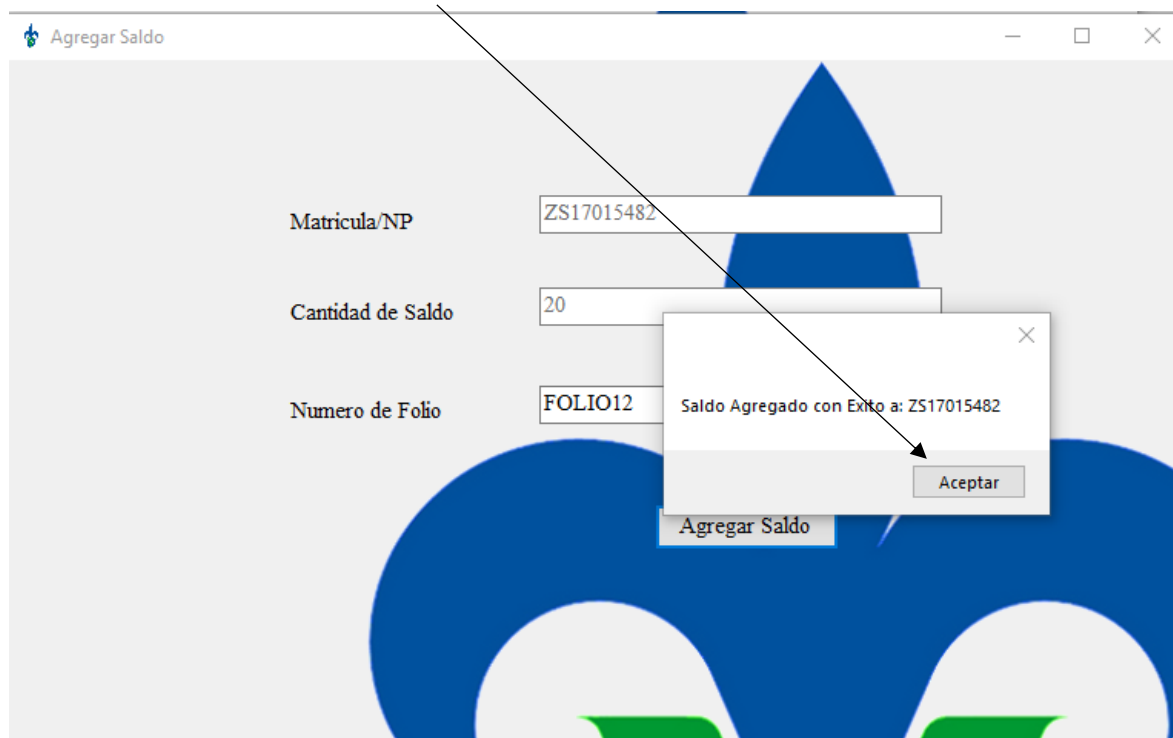 Agregar Saldo
Matricula/NP
ZS17015482
Cantidad de Saldo
20
Numero de Folio
FOLIO12
Saldo Agregado con Exito a: ZS17015482
Aceptar
Agregar Saldo